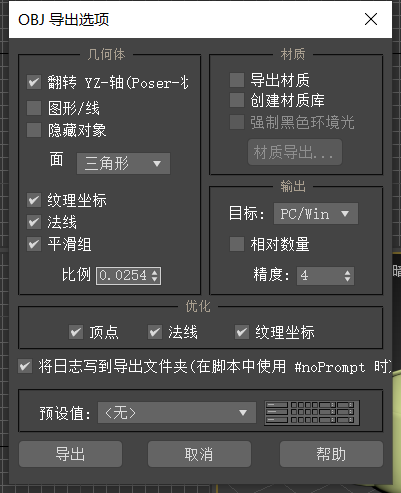 OBJ 导出选项
几何体
翻转 YZ-轴(Poser-
图形/线
隐藏对象
面 三角形
纹理坐标
法线
平滑组
比例 0.0254
材质
导出材质
创建材质库
强制黑色环境光
材质导出...
输出
目标: PC/Win
相对数量
精度: 4
优化
顶点 法线 纹理坐标
将日志写到导出文件夹(在脚本中使用 #noPrompt 时)
预设值: <无>
导出 取消 帮助
暗